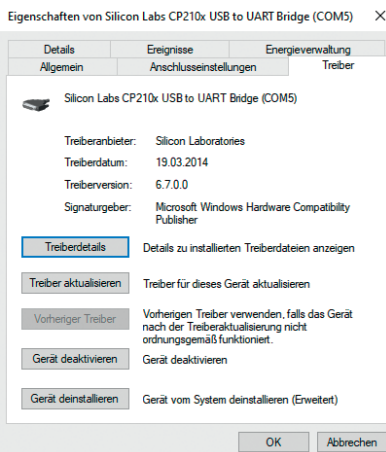 Eigenschaften von Silicon Labs CP210x USB to UART Bridge (COM5)
Details Ereignisse Energieverwaltung
Allgemein Anschlusseinstellungen Treiber
Silicon Labs CP210x USB to UART Bridge (COM5)
Treiberanbieter: Silicon Laboratories
Treiberdatum: 19.03.2014
Treiberversion: 6.7.0.0
Signaturgeber: Microsoft Windows Hardware Compatibility
Publisher
Treiberdetails Details zu installierten Treiberdateien anzeigen
Treiber aktualisieren Treiber für dieses Gerät aktualisieren
Vorheriger Treiber Vorherigen Treiber verwenden, falls das Gerät
nach der Treiberaktualisierung nicht
ordnungsgemäß funktioniert.
Gerät deaktivieren Gerät deaktivieren
Gerät deinstallieren Gerät vom System deinstallieren (Erweitert)
OK Abbrechen